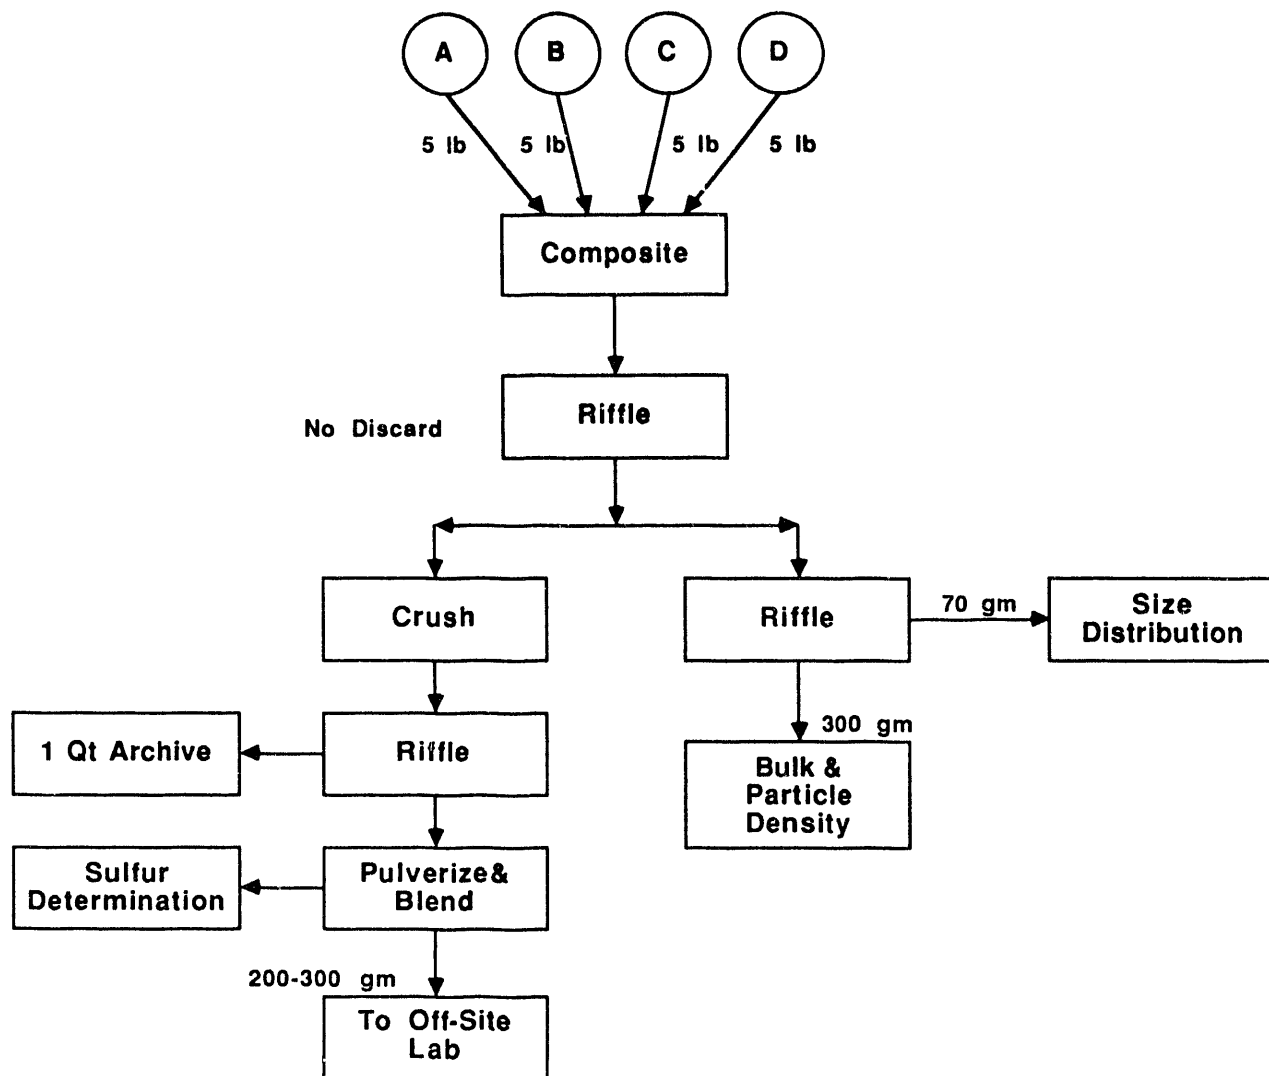 A B C D
5 lb 5 lb 5 lb 5 lb
Composite
Riffle
No Discard
Crush
Riffle
70 gm
Size
Distribution
1 Qt Archive
Riffle
300 gm
Bulk &
Particle
Density
Sulfur
Determination
Pulverize&
Blend
200-300 gm
To Off-Site
Lab